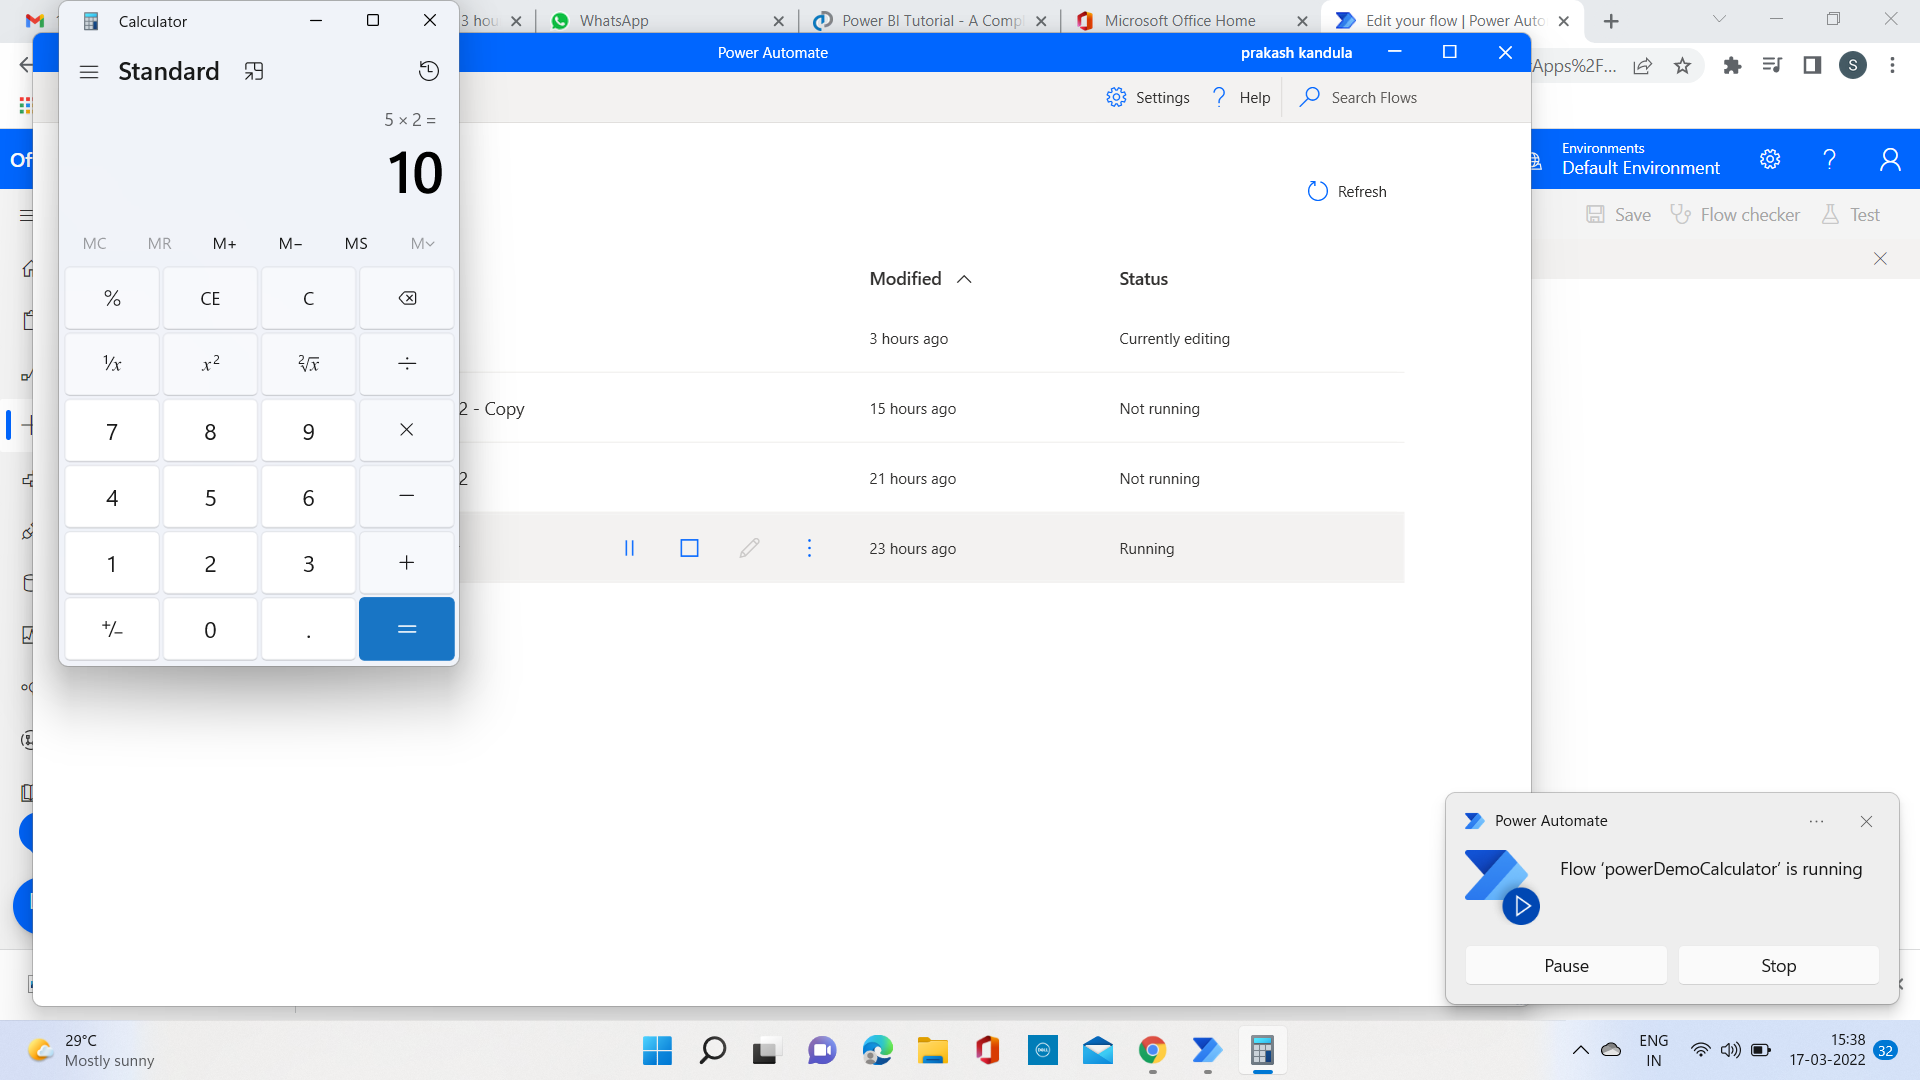 Calculator
3 hou
WhatsApp
Power BI Tutorial - A Compl
Microsoft Office Home
Edit your flow | Power Auto
Power Automate
prakash kandula
Apps%2F...
S
Standard
Settings
Help
Search Flows
5 × 2 =
10
Of
Environments
Default Environment
Refresh
Save
Flow checker
Test
MC MR M+ M− MS M
% CE C
⅟x x² ²√x ÷
7 8 9 ×
4 5 6 −
1 2 3 +
+/− 0 . =
Modified
Status
3 hours ago
Currently editing
2 - Copy
15 hours ago
Not running
2
21 hours ago
Not running
23 hours ago
Running
Power Automate
Flow ‘powerDemoCalculator’ is running
Pause
Stop
29°C
Mostly sunny
DELL
ENG
IN
15:38
17-03-2022
32